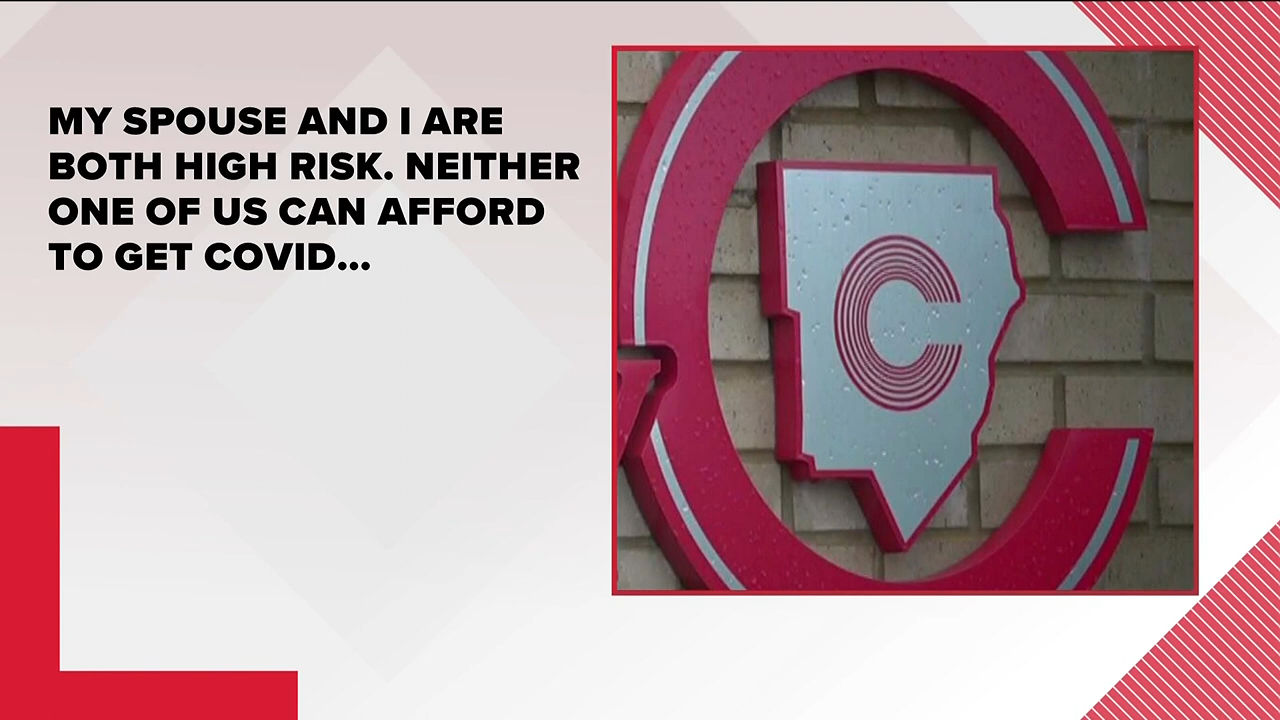 MY SPOUSE AND I ARE
BOTH HIGH RISK. NEITHER
ONE OF US CAN AFFORD
TO GET COVID...
C
C